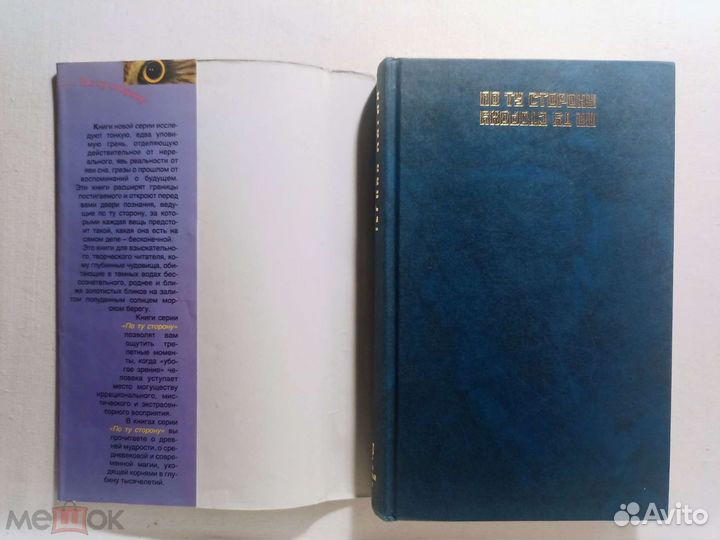 По ту сторону
Книги новой серии иссле-
дуют тонкую, едва улови-
мую грань, отделяющую
действительное от нере-
ального, явь реальности от
яви сна, грезы о прошлом от
воспоминаний о будущем.
Эти книги расширят границы
постигаемого и откроют перед
вами двери познания, веду-
щие по ту сторону, за кото-
рыми каждая вещь предсто-
ит такой, какая она есть на
самом деле – бесконечной.
Это книги для взыскательно-
го, творческого читателя, ко-
му глубинные чудовища, оби-
тающие в темных водах бес-
сознательного, роднее и бли-
же золотистых бликов на зали-
том полуденным солнцем мор-
ском берегу.
Книги серии
«По ту сторону»
позволят вам
ощутить тре-
петные момен-
ты, когда «убо-
гое зрение» че-
ловека уступает
место могуществу
иррационального, мис-
тического и экстрасен-
сорного восприятия.
В книгах серии
«По ту сторону» вы
прочитаете о древ-
ней мудрости, о сре-
дневековой и совре-
менной магии, ухо-
дящей корнями в глу-
бину тысячелетий.
ПО ТУ СТОРОНУ
ПО ТУ СТОРОНУ
мешок
Avito